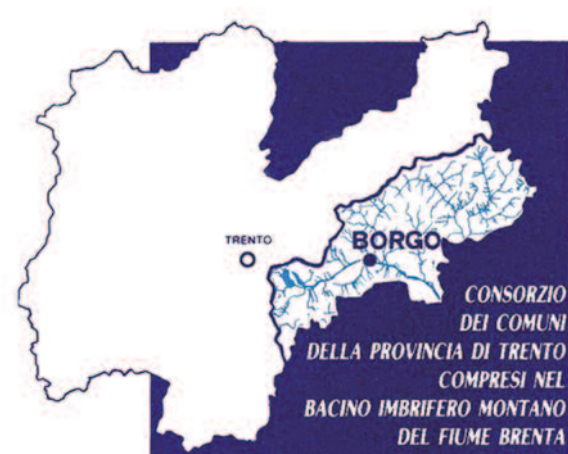 TRENTO
BORGO
CONSORZIO
DEI COMUNI
DELLA PROVINCIA DI TRENTO
COMPRESI NEL
BACINO IMBRIFERO MONTANO
DEL FIUME BRENTA